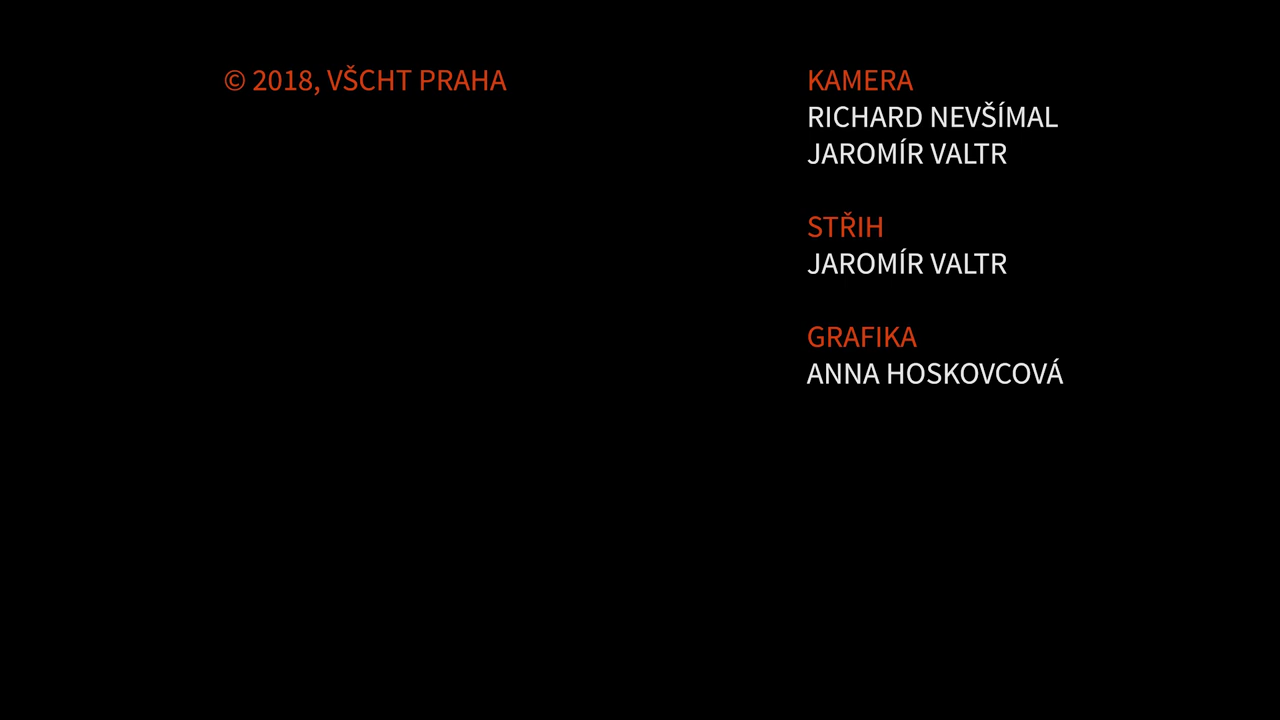 © 2018, VŠCHT PRAHA
KAMERA
RICHARD NEVŠÍMAL
JAROMÍR VALTR
STŘIH
JAROMÍR VALTR
GRAFIKA
ANNA HOSKOVCOVÁ